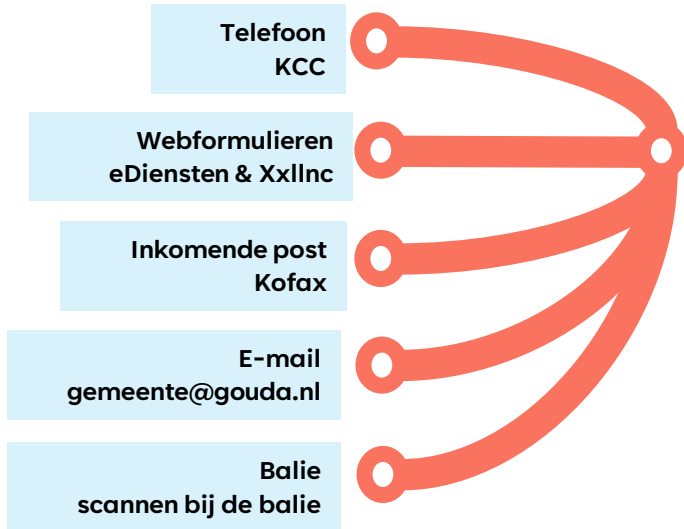 Telefoon
KCC
Webformulieren
eDiensten & Xxllnc
Inkomende post
Kofax
E-mail
gemeente@gouda.nl
Balie
scannen bij de balie